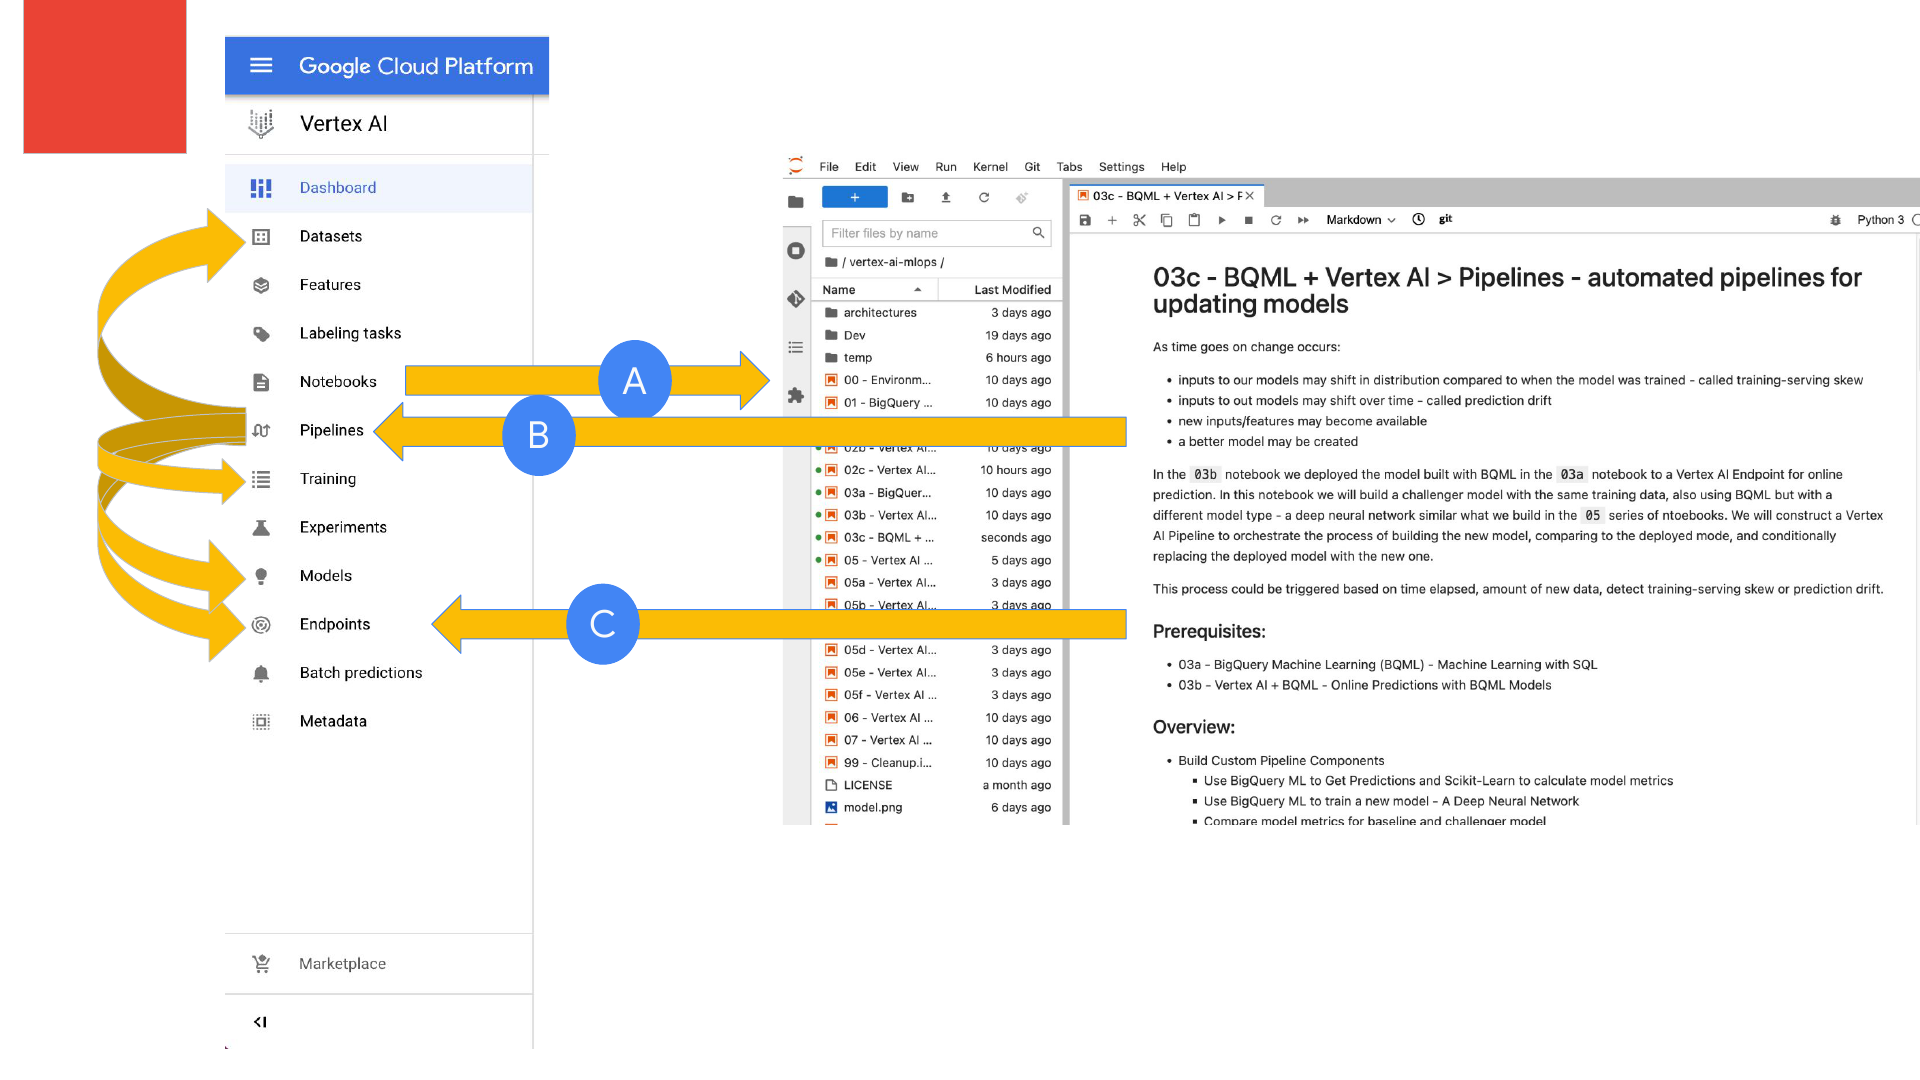 Google Cloud Platform
Vertex AI
Dashboard
Datasets
Features
Labeling tasks
Notebooks
Pipelines
Training
Experiments
Models
Endpoints
Batch predictions
Metadata
Marketplace
A
B
C
File Edit View Run Kernel Git Tabs Settings Help
Filter files by name
/ vertex-ai-mlops /
Name Last Modified
architectures 3 days ago
Dev 19 days ago
temp 6 hours ago
00 - Environm... 10 days ago
01 - BigQuery ... 10 days ago
02b - Vertex AI... 10 days ago
02c - Vertex AI... 10 hours ago
03a - BigQuer... 10 days ago
03b - Vertex AI... 10 days ago
03c - BQML + ... seconds ago
05 - Vertex AI ... 5 days ago
05a - Vertex AI... 3 days ago
05b - Vertex AI... 3 days ago
05d - Vertex AI... 3 days ago
05e - Vertex AI... 3 days ago
05f - Vertex AI ... 3 days ago
06 - Vertex AI ... 10 days ago
07 - Vertex AI ... 10 days ago
99 - Cleanup.i... 10 days ago
LICENSE a month ago
model.png 6 days ago
03c - BQML + Vertex AI > F
Markdown git Python 3
03c - BQML + Vertex AI > Pipelines - automated pipelines for
updating models
As time goes on change occurs:
• inputs to our models may shift in distribution compared to when the model was trained - called training-serving skew
• inputs to out models may shift over time - called prediction drift
• new inputs/features may become available
• a better model may be created
In the 03b notebook we deployed the model built with BQML in the 03a notebook to a Vertex AI Endpoint for online
prediction. In this notebook we will build a challenger model with the same training data, also using BQML but with a
different model type - a deep neural network similar what we build in the 05 series of ntoebooks. We will construct a Vertex
AI Pipeline to orchestrate the process of building the new model, comparing to the deployed mode, and conditionally
replacing the deployed model with the new one.
This process could be triggered based on time elapsed, amount of new data, detect training-serving skew or prediction drift.
Prerequisites:
• 03a - BigQuery Machine Learning (BQML) - Machine Learning with SQL
• 03b - Vertex AI + BQML - Online Predictions with BQML Models
Overview:
• Build Custom Pipeline Components
▪ Use BigQuery ML to Get Predictions and Scikit-Learn to calculate model metrics
▪ Use BigQuery ML to train a new model - A Deep Neural Network
▪ Compare model metrics for baseline and challenger model